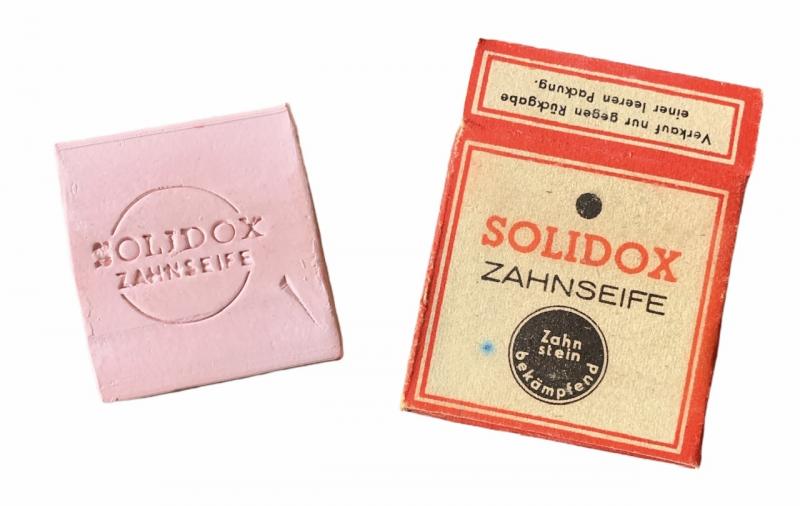 SOLIDOX
ZAHNSEIFE
Verkauf nur gegen Rückgabe
einer leeren Packung.
SOLIDOX
ZAHNSEIFE
Zahn
stein
bekämpfend